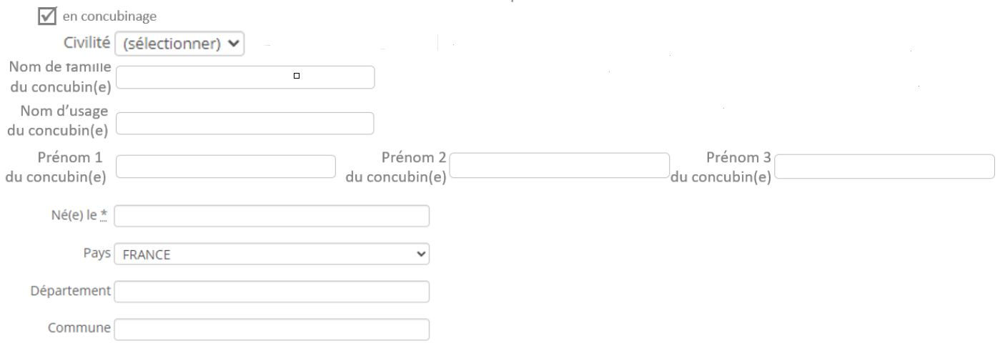 en concubinage
Civilité (sélectionner)
Nom de famille
du concubin(e)
Nom d’usage
du concubin(e)
Prénom 1 Prénom 2 Prénom 3
du concubin(e) du concubin(e) du concubin(e)
Né(e) le *
Pays FRANCE
Département
Commune